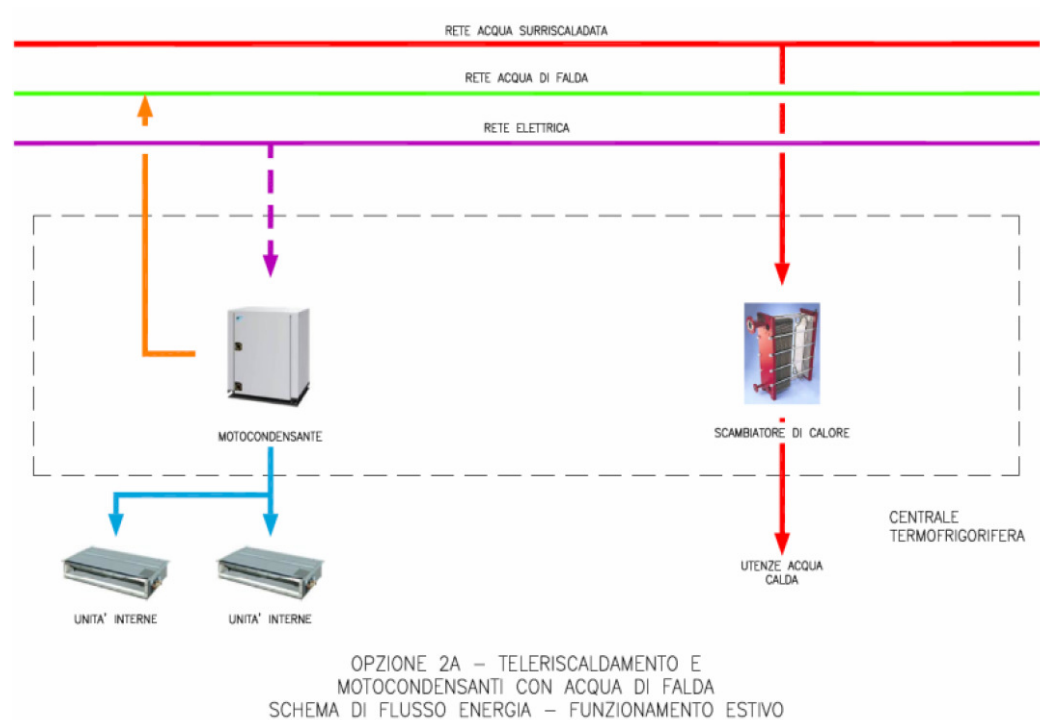 RETE ACQUA SURRISCALADATA
RETE ACQUA DI FALDA
RETE ELETTRICA
MOTOCONDENSANTE
SCAMBIATORE DI CALORE
CENTRALE
TERMOFRIGORIFERA
UTENZE ACQUA
CALDA
UNITA' INTERNE
UNITA' INTERNE
OPZIONE 2A – TELERISCALDAMENTO E
MOTOCONDENSANTI CON ACQUA DI FALDA
SCHEMA DI FLUSSO ENERGIA – FUNZIONAMENTO ESTIVO